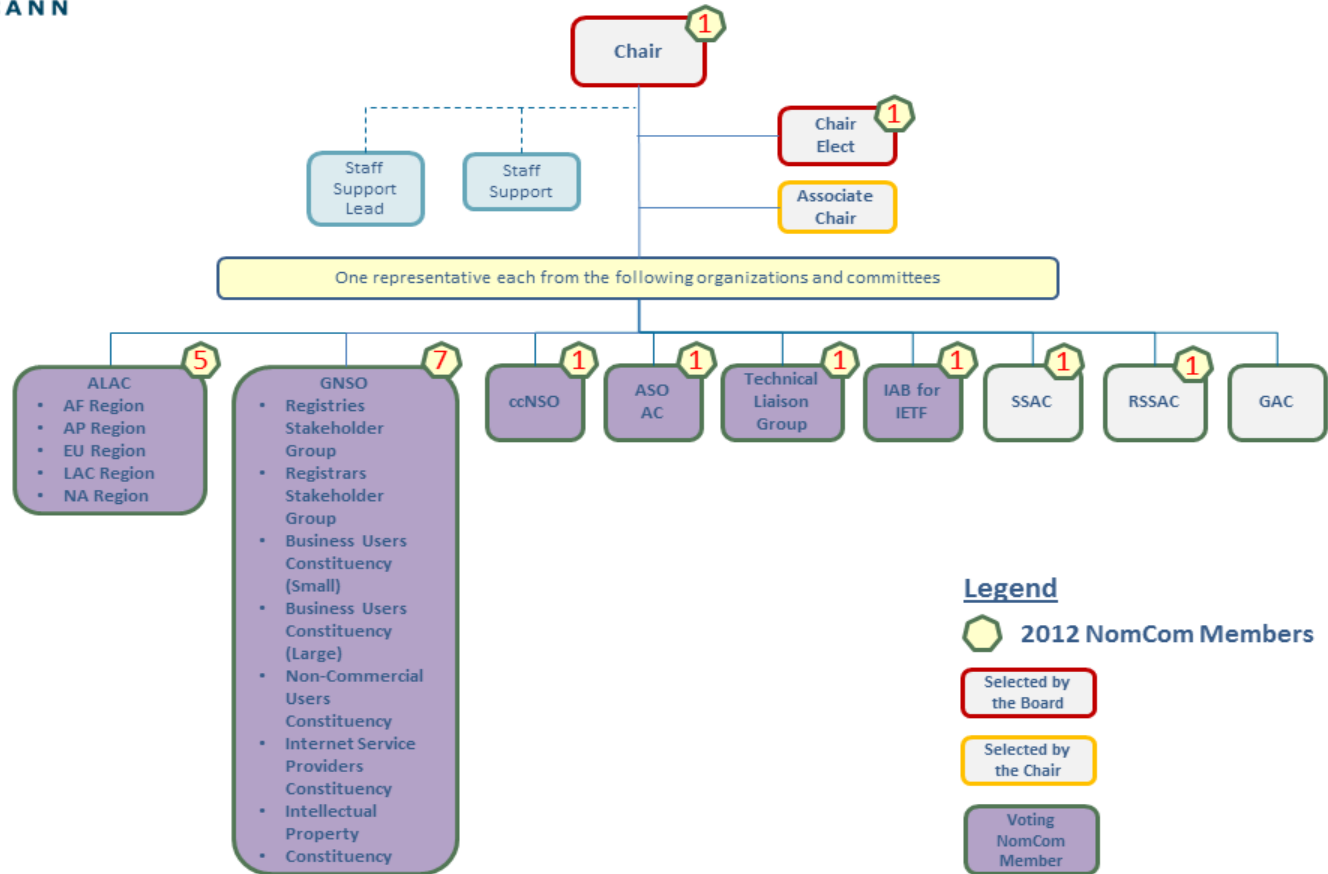 ANN
1
Chair
1
Chair
Elect
Staff
Support
Lead
Staff
Support
Associate
Chair
One representative each from the following organizations and committees
5
ALAC
• AF Region
• AP Region
• EU Region
• LAC Region
• NA Region
7
GNSO
• Registries
Stakeholder
Group
• Registrars
Stakeholder
Group
• Business Users
Constituency
(Small)
• Business Users
Constituency
(Large)
• Non-Commercial
Users
Constituency
• Internet Service
Providers
Constituency
• Intellectual
Property
• Constituency
1
ccNSO
1
ASO
AC
1
Technical
Liaison
Group
1
IAB for
IETF
1
SSAC
1
RSSAC
GAC
Legend
2012 NomCom Members
Selected by
the Board
Selected by
the Chair
Voting
NomCom
Member